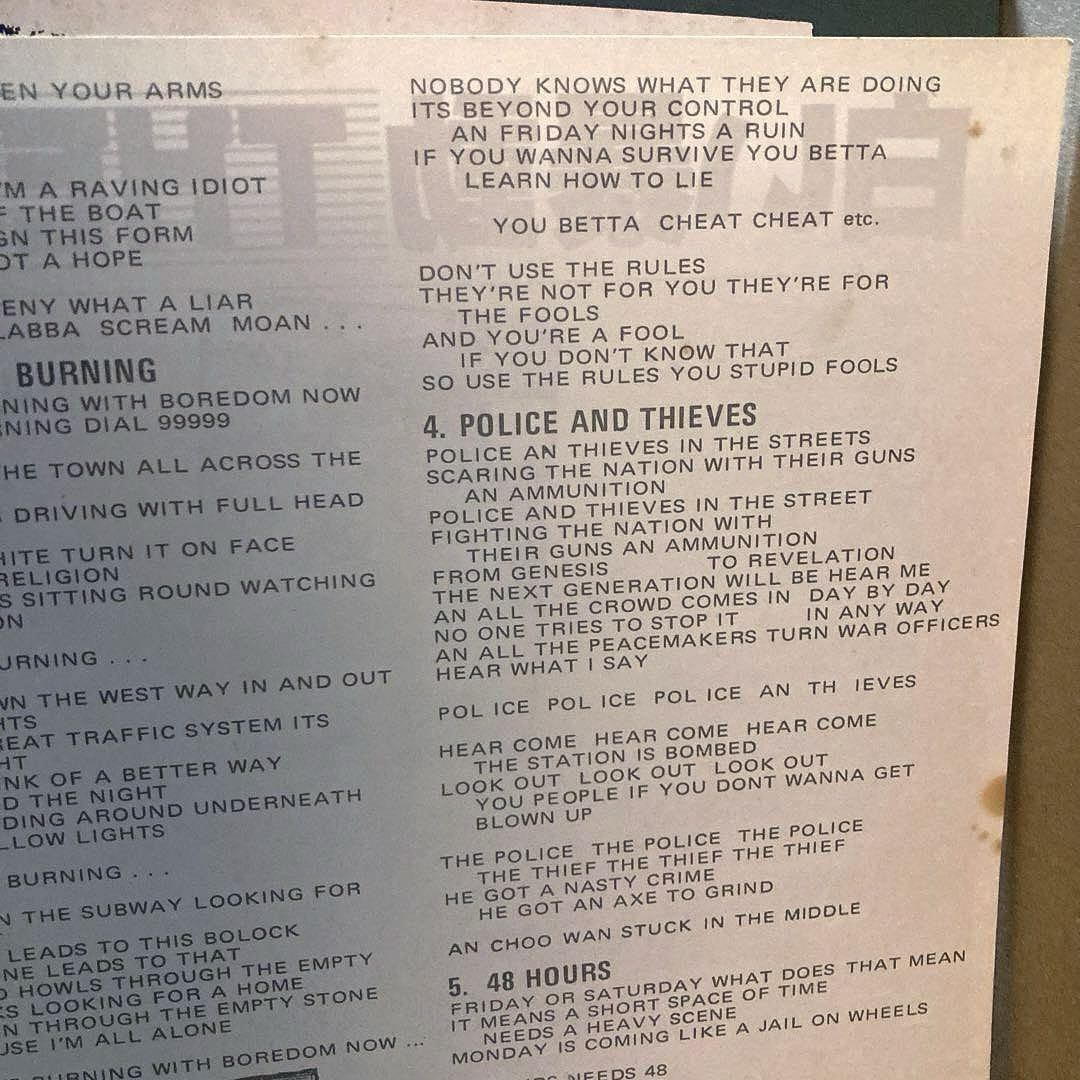 EN YOUR ARMS
'M A RAVING IDIOT
F THE BOAT
GN THIS FORM
OT A HOPE
ENY WHAT A LIAR
LABBA SCREAM MOAN . . .
BURNING
NING WITH BOREDOM NOW
NING DIAL 99999
HE TOWN ALL ACROSS THE
DRIVING WITH FULL HEAD
HITE TURN IT ON FACE
RELIGION
S SITTING ROUND WATCHING
ON
URNING . . .
WN THE WEST WAY IN AND OUT
HTS
REAT TRAFFIC SYSTEM ITS
HT
NK OF A BETTER WAY
D THE NIGHT
DING AROUND UNDERNEATH
LLOW LIGHTS
BURNING . . .
N THE SUBWAY LOOKING FOR
LEADS TO THIS BOLOCK
NE LEADS TO THAT
D HOWLS THROUGH THE EMPTY
KS LOOKING FOR A HOME
N THROUGH THE EMPTY STONE
USE I'M ALL ALONE
BURNING WITH BOREDOM NOW ...
NOBODY KNOWS WHAT THEY ARE DOING
ITS BEYOND YOUR CONTROL
AN FRIDAY NIGHTS A RUIN
IF YOU WANNA SURVIVE YOU BETTA
LEARN HOW TO LIE
YOU BETTA CHEAT CHEAT etc.
DON'T USE THE RULES
THEY'RE NOT FOR YOU THEY'RE FOR
THE FOOLS
AND YOU'RE A FOOL
IF YOU DON'T KNOW THAT
SO USE THE RULES YOU STUPID FOOLS
4. POLICE AND THIEVES
POLICE AN THIEVES IN THE STREETS
SCARING THE NATION WITH THEIR GUNS
AN AMMUNITION
POLICE AND THIEVES IN THE STREET
FIGHTING THE NATION WITH
THEIR GUNS AN AMMUNITION
FROM GENESIS TO REVELATION
THE NEXT GENERATION WILL BE HEAR ME
AN ALL THE CROWD COMES IN DAY BY DAY
NO ONE TRIES TO STOP IT IN ANY WAY
AN ALL THE PEACEMAKERS TURN WAR OFFICERS
HEAR WHAT I SAY
POL ICE POL ICE POL ICE AN TH IEVES
HEAR COME HEAR COME HEAR COME
THE STATION IS BOMBED
LOOK OUT LOOK OUT LOOK OUT
YOU PEOPLE IF YOU DONT WANNA GET
BLOWN UP
THE POLICE THE POLICE THE POLICE
THE THIEF THE THIEF THE THIEF
HE GOT A NASTY CRIME
HE GOT AN AXE TO GRIND
AN CHOO WAN STUCK IN THE MIDDLE
5. 48 HOURS
FRIDAY OR SATURDAY WHAT DOES THAT MEAN
IT MEANS A SHORT SPACE OF TIME
NEEDS A HEAVY SCENE
MONDAY IS COMING LIKE A JAIL ON WHEELS
NEEDS 48